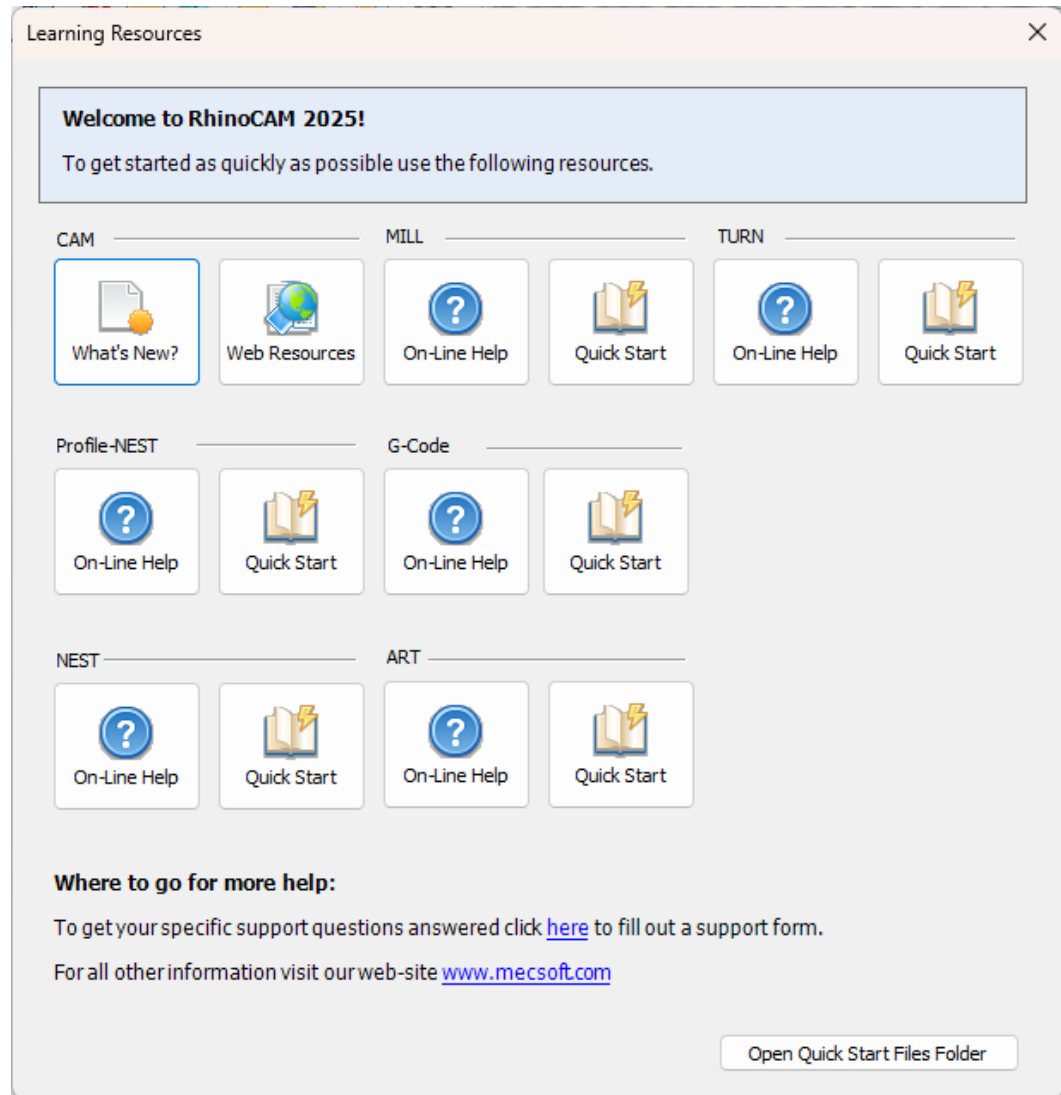 Learning Resources
Welcome to RhinoCAM 2025!
To get started as quickly as possible use the following resources.
CAM
What's New?
Web Resources
MILL
On-Line Help
Quick Start
TURN
On-Line Help
Quick Start
Profile-NEST
On-Line Help
Quick Start
G-Code
On-Line Help
Quick Start
NEST
On-Line Help
Quick Start
ART
On-Line Help
Quick Start
Where to go for more help:
To get your specific support questions answered click here to fill out a support form.
For all other information visit our web-site www.mecsoft.com
Open Quick Start Files Folder